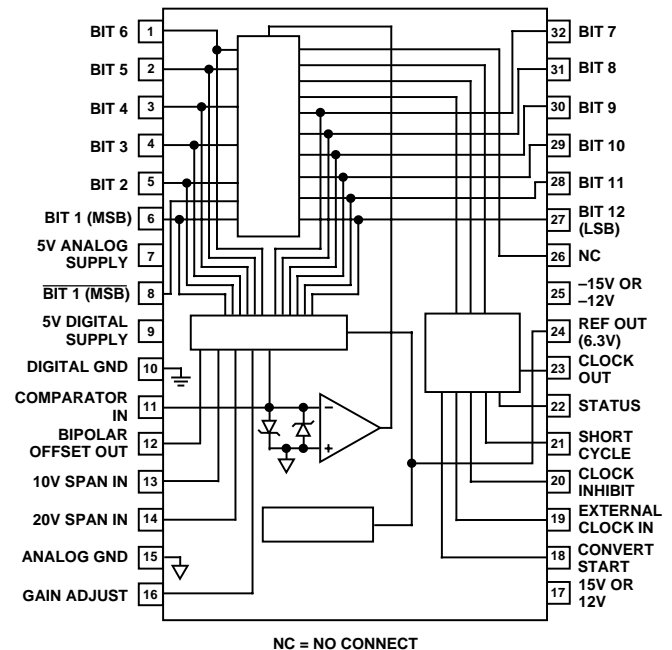 BIT 6 1
BIT 5 2
BIT 4 3
BIT 3 4
BIT 2 5
BIT 1 (MSB) 6
5V ANALOG
SUPPLY 7
BIT 1 (MSB) 8
5V DIGITAL
SUPPLY 9
DIGITAL GND 10
COMPARATOR
IN 11
BIPOLAR
OFFSET OUT 12
10V SPAN IN 13
20V SPAN IN 14
ANALOG GND 15
GAIN ADJUST 16
− 
+
32 BIT 7
31 BIT 8
30 BIT 9
29 BIT 10
28 BIT 11
27 BIT 12
(LSB)
26 NC
25 –15V OR
–12V
24 REF OUT
(6.3V)
23 CLOCK
OUT
22 STATUS
21 SHORT
CYCLE
20 CLOCK
INHIBIT
19 EXTERNAL
CLOCK IN
18 CONVERT
START
17 15V OR
12V
NC = NO CONNECT